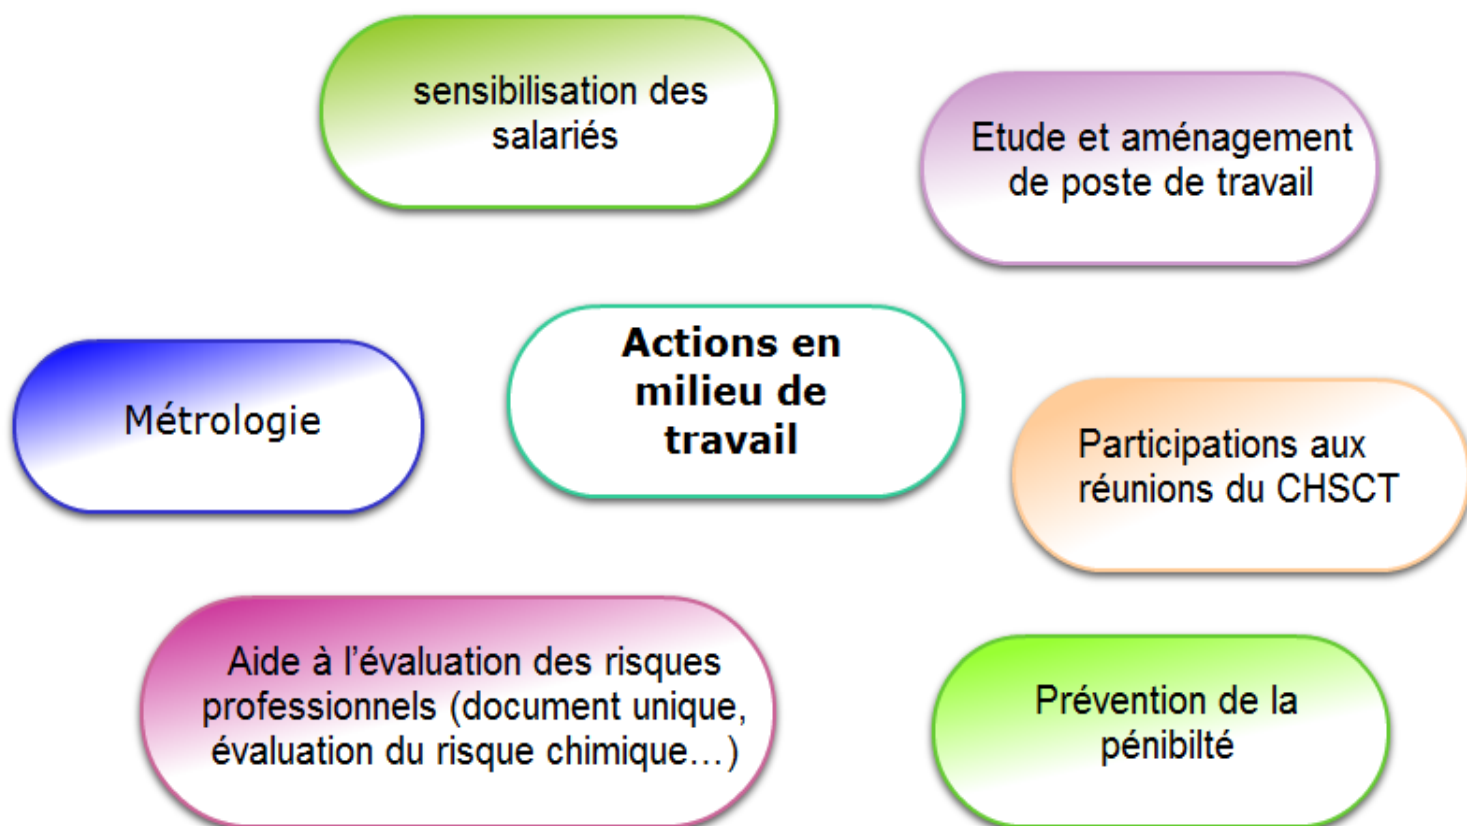 sensibilisation des
salariés
Etude et aménagement
de poste de travail
Actions en
milieu de
travail
Métrologie
Participations aux
réunions du CHSCT
Aide à l'évaluation des risques
professionnels (document unique,
évaluation du risque chimique…)
Prévention de la
pénibilté